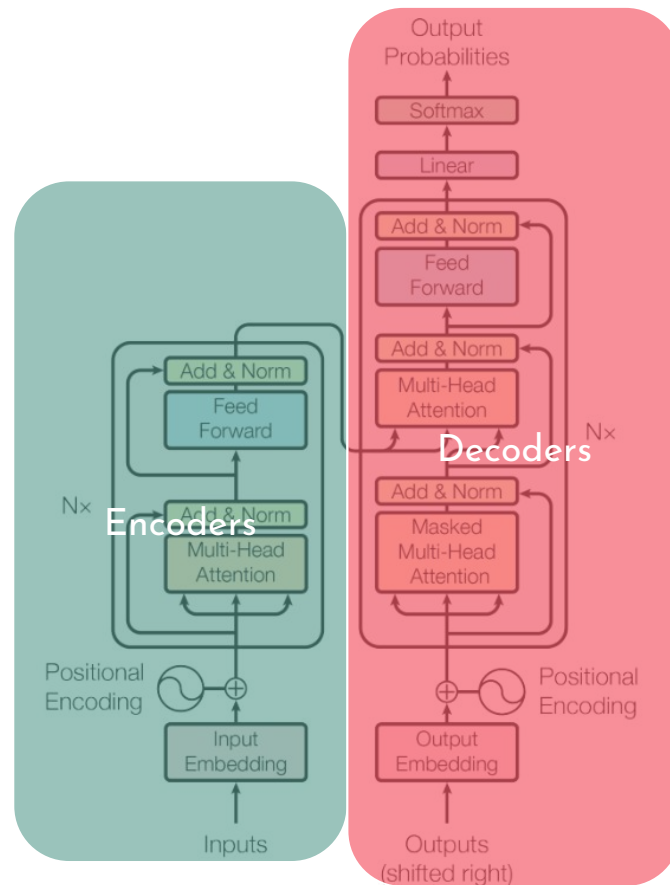 Output
Probabilities
Softmax
Linear
Add & Norm
Feed
Forward
Add & Norm
Multi-Head
Attention
Decoders
N×
Add & Norm
Masked
Multi-Head
Attention
Positional
Encoding
Output
Embedding
Outputs
(shifted right)
Add & Norm
Feed
Forward
N×
Encoders
Add & Norm
Multi-Head
Attention
Positional
Encoding
Input
Embedding
Inputs